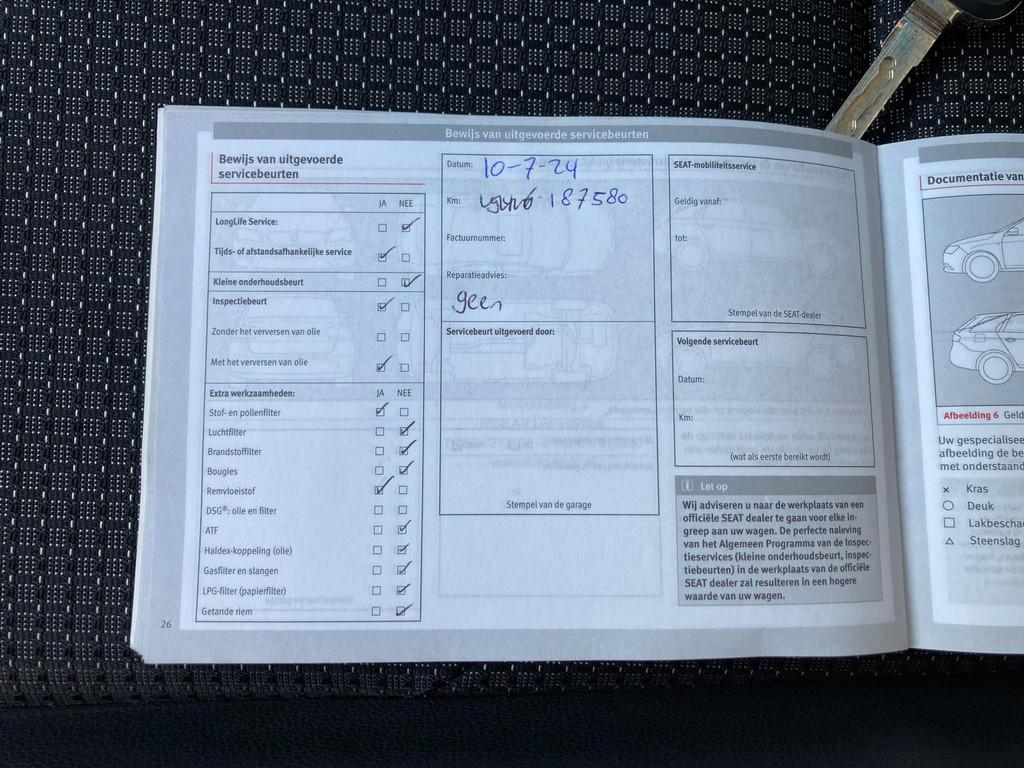 Bewijs van uitgevoerde servicebeurten
Bewijs van uitgevoerde
servicebeurten
JA NEE
LongLife Service:
Tijds- of afstandsafhankelijke service
Kleine onderhoudsbeurt
Inspectiebeurt
Zonder het verversen van olie
Met het verversen van olie
Extra werkzaamheden: JA NEE
Stof- en pollenfilter
Luchtfilter
Brandstoffilter
Bougies
Remvloeistof
DSG®: olie en filter
ATF
Haldex-koppeling (olie)
Gasfilter en slangen
LPG-filter (papierfilter)
Getande riem
26
Datum: 10-7-24
Km: 187580
Factuurnummer:
Reparatieadvies:
geen
Servicebeurt uitgevoerd door:
Stempel van de garage
SEAT-mobiliteitsservice
Geldig vanaf:
tot:
Stempel van de SEAT-dealer
Volgende servicebeurt
Datum:
Km:
(wat als eerste bereikt wordt)
Let op
Wij adviseren u naar de werkplaats van een
officiële SEAT dealer te gaan voor elke in-
greep aan uw wagen. De perfecte naleving
van het Algemeen Programma van de Inspec-
tieservices (kleine onderhoudsbeurt, inspec-
tiebeurten) in de werkplaats van de officiële
SEAT dealer zal resulteren in een hogere
waarde van uw wagen.
Documentatie van
Afbeelding 6 Geld
Uw gespecialisee
afbeelding de be
met onderstaand
Kras
Deuk
Lakbescha
Steenslag